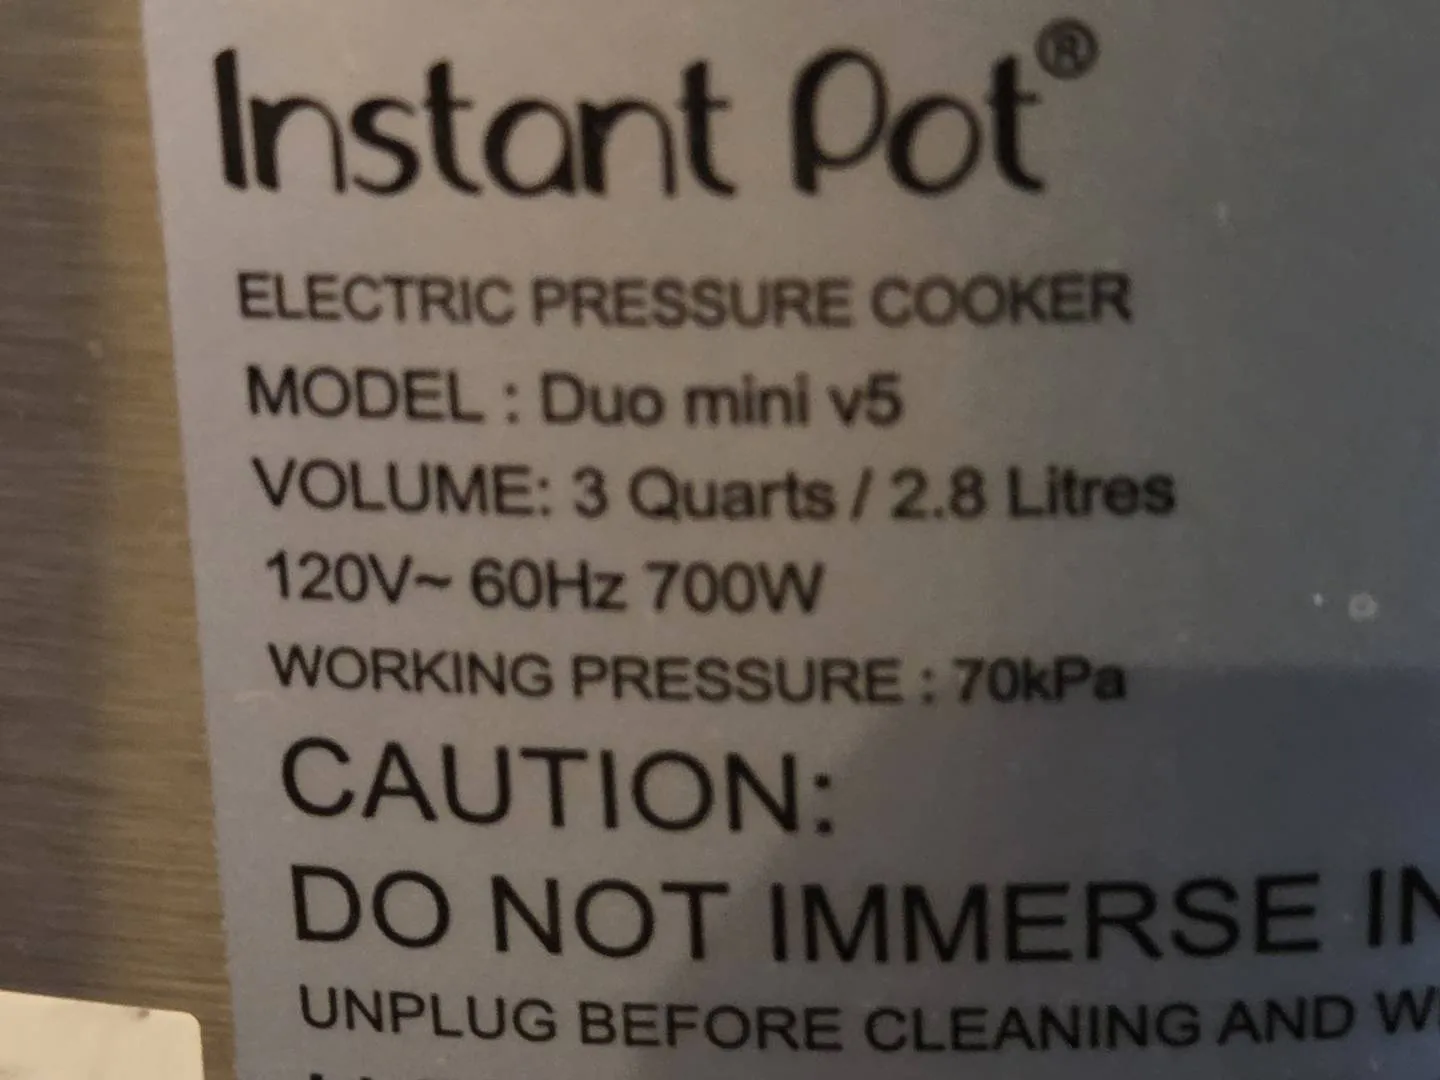 Instant Pot®
ELECTRIC PRESSURE COOKER
MODEL : Duo mini v5
VOLUME: 3 Quarts / 2.8 Litres
120V~ 60Hz 700W
WORKING PRESSURE : 70kPa
CAUTION:
DO NOT IMMERSE IN
UNPLUG BEFORE CLEANING AND